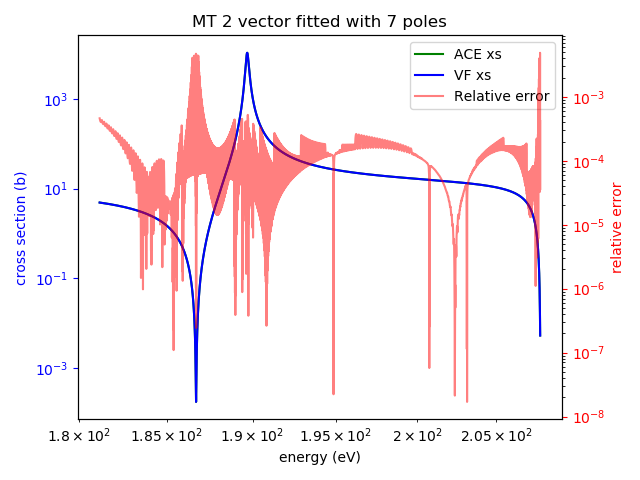 MT 2 vector fitted with 7 poles
ACE xs
VF xs
Relative error
cross section (b)
10³
10¹
10⁻¹
10⁻³
relative error
10⁻³
10⁻⁴
10⁻⁵
10⁻⁶
10⁻⁷
10⁻⁸
1.8 × 10² 1.85 × 10² 1.9 × 10² 1.95 × 10² 2 × 10² 2.05 × 10²
energy (eV)